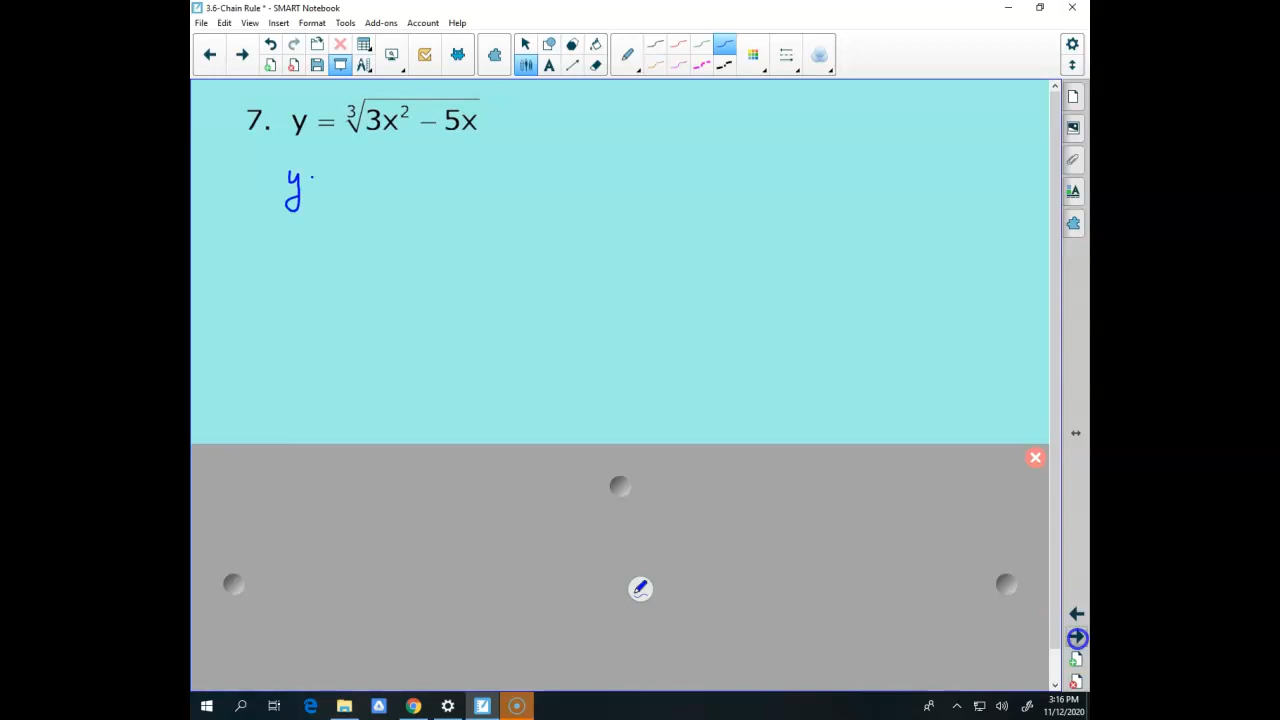 3.6-Chain Rule * - SMART Notebook
File Edit View Insert Format Tools Add-ons Account Help
7. y = ∛(3x² − 5x)
y
3:16 PM
11/12/2020